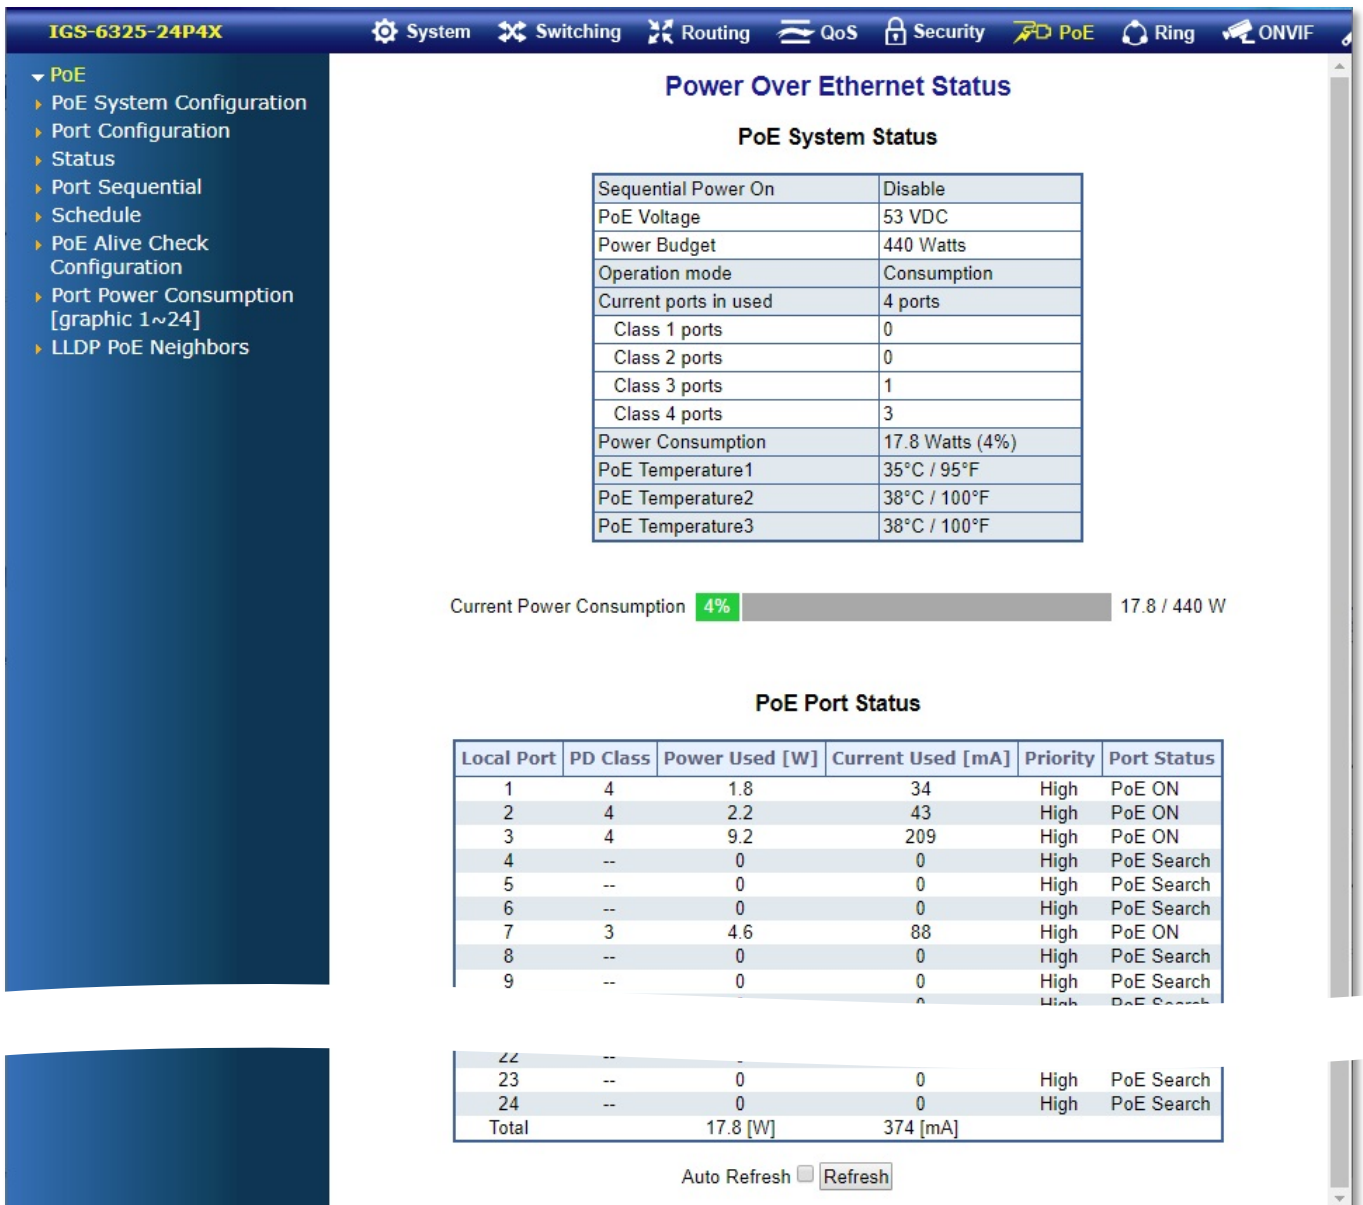 IGS-6325-24P4X System Switching Routing QoS Security PoE Ring ONVIF
PoE
PoE System Configuration
Port Configuration
Status
Port Sequential
Schedule
PoE Alive Check
Configuration
Port Power Consumption
[graphic 1~24]
LLDP PoE Neighbors
Power Over Ethernet Status
PoE System Status
Sequential Power On Disable
PoE Voltage 53 VDC
Power Budget 440 Watts
Operation mode Consumption
Current ports in used 4 ports
Class 1 ports 0
Class 2 ports 0
Class 3 ports 1
Class 4 ports 3
Power Consumption 17.8 Watts (4%)
PoE Temperature1 35°C / 95°F
PoE Temperature2 38°C / 100°F
PoE Temperature3 38°C / 100°F
Current Power Consumption 4% 17.8 / 440 W
PoE Port Status
Local Port PD Class Power Used [W] Current Used [mA] Priority Port Status
1 4 1.8 34 High PoE ON
2 4 2.2 43 High PoE ON
3 4 9.2 209 High PoE ON
4 -- 0 0 High PoE Search
5 -- 0 0 High PoE Search
6 -- 0 0 High PoE Search
7 3 4.6 88 High PoE ON
8 -- 0 0 High PoE Search
9 -- 0 0 High PoE Search
High PoE Search
22 --
23 -- 0 0 High PoE Search
24 -- 0 0 High PoE Search
Total 17.8 [W] 374 [mA]
Auto Refresh Refresh